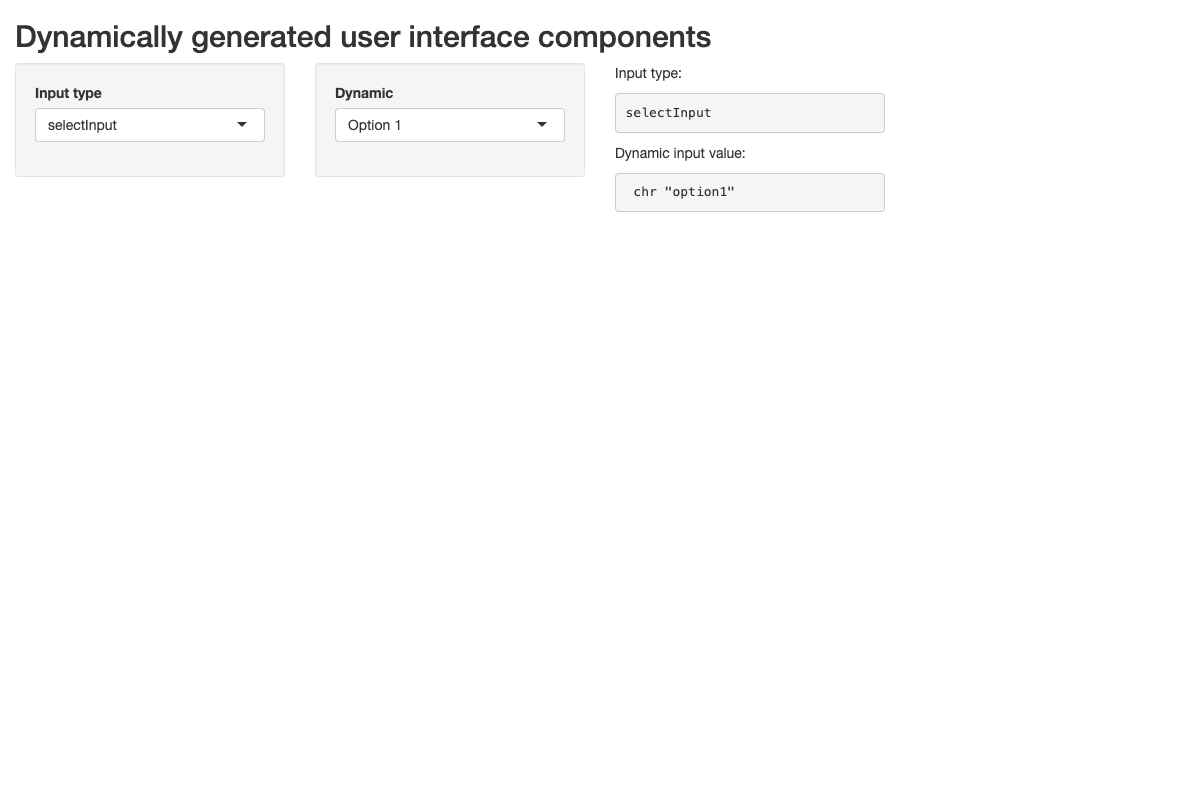 Dynamically generated user interface components
Input type
selectInput
Dynamic
Option 1
Input type:
selectInput
Dynamic input value:
chr "option1"